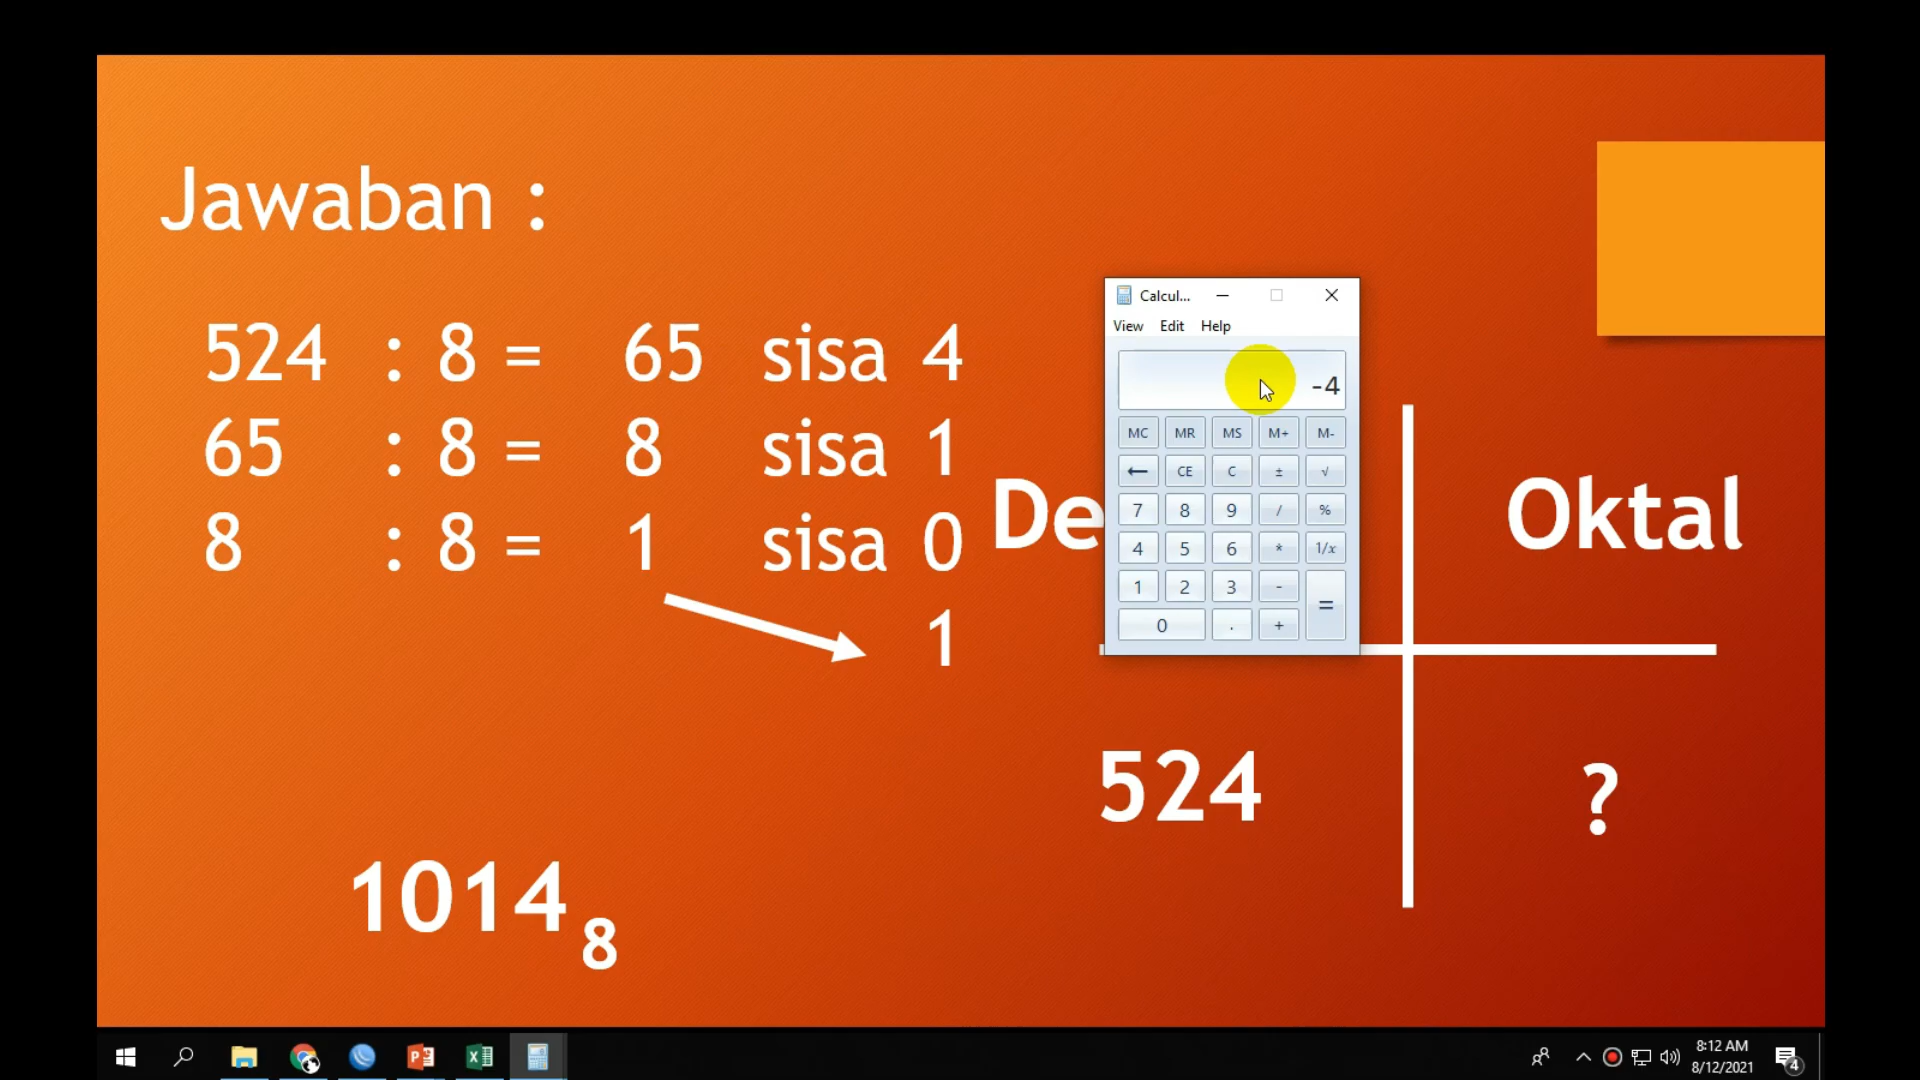 Jawaban :
524 : 8 = 65 sisa 4
65 : 8 = 8 sisa 1
8 : 8 = 1 sisa 0
1
1014 8
De
Oktal
524
?
Calcul...
View Edit Help
-4
MC MR MS M+ M-
← CE C ± √
7 8 9 / %
4 5 6 * 1/x
1 2 3 - =
0 . +
8:12 AM
8/12/2021
4